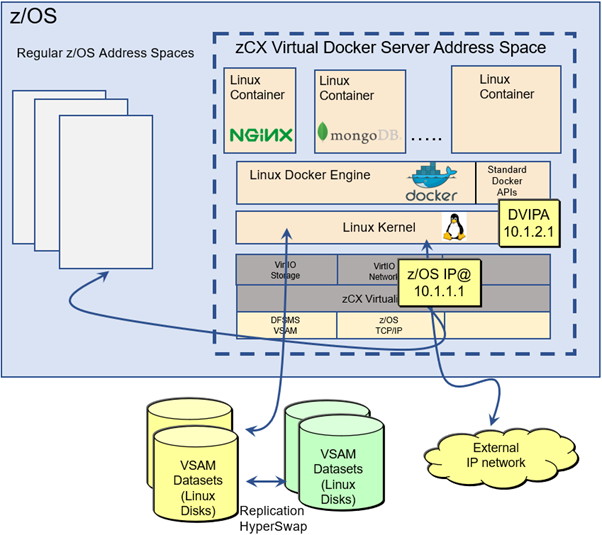 z/OS
zCX Virtual Docker Server Address Space
Regular z/OS Address Spaces
Linux
Container
NGiNX
Linux
Container
mongoDB.
.....
Linux
Container
Linux Docker Engine
docker
Standard
Docker
APIs
Linux Kernel
DVIPA
10.1.2.1
VirtIO
Storage
VirtIO
Network
z/OS IP@
10.1.1.1
DFSMS
VSAM
z/OS
TCP/IP
VSAM
Datasets
(Linux
Disks)
VSAM
Datasets
(Linux
Disks)
Replication
HyperSwap
External
IP network